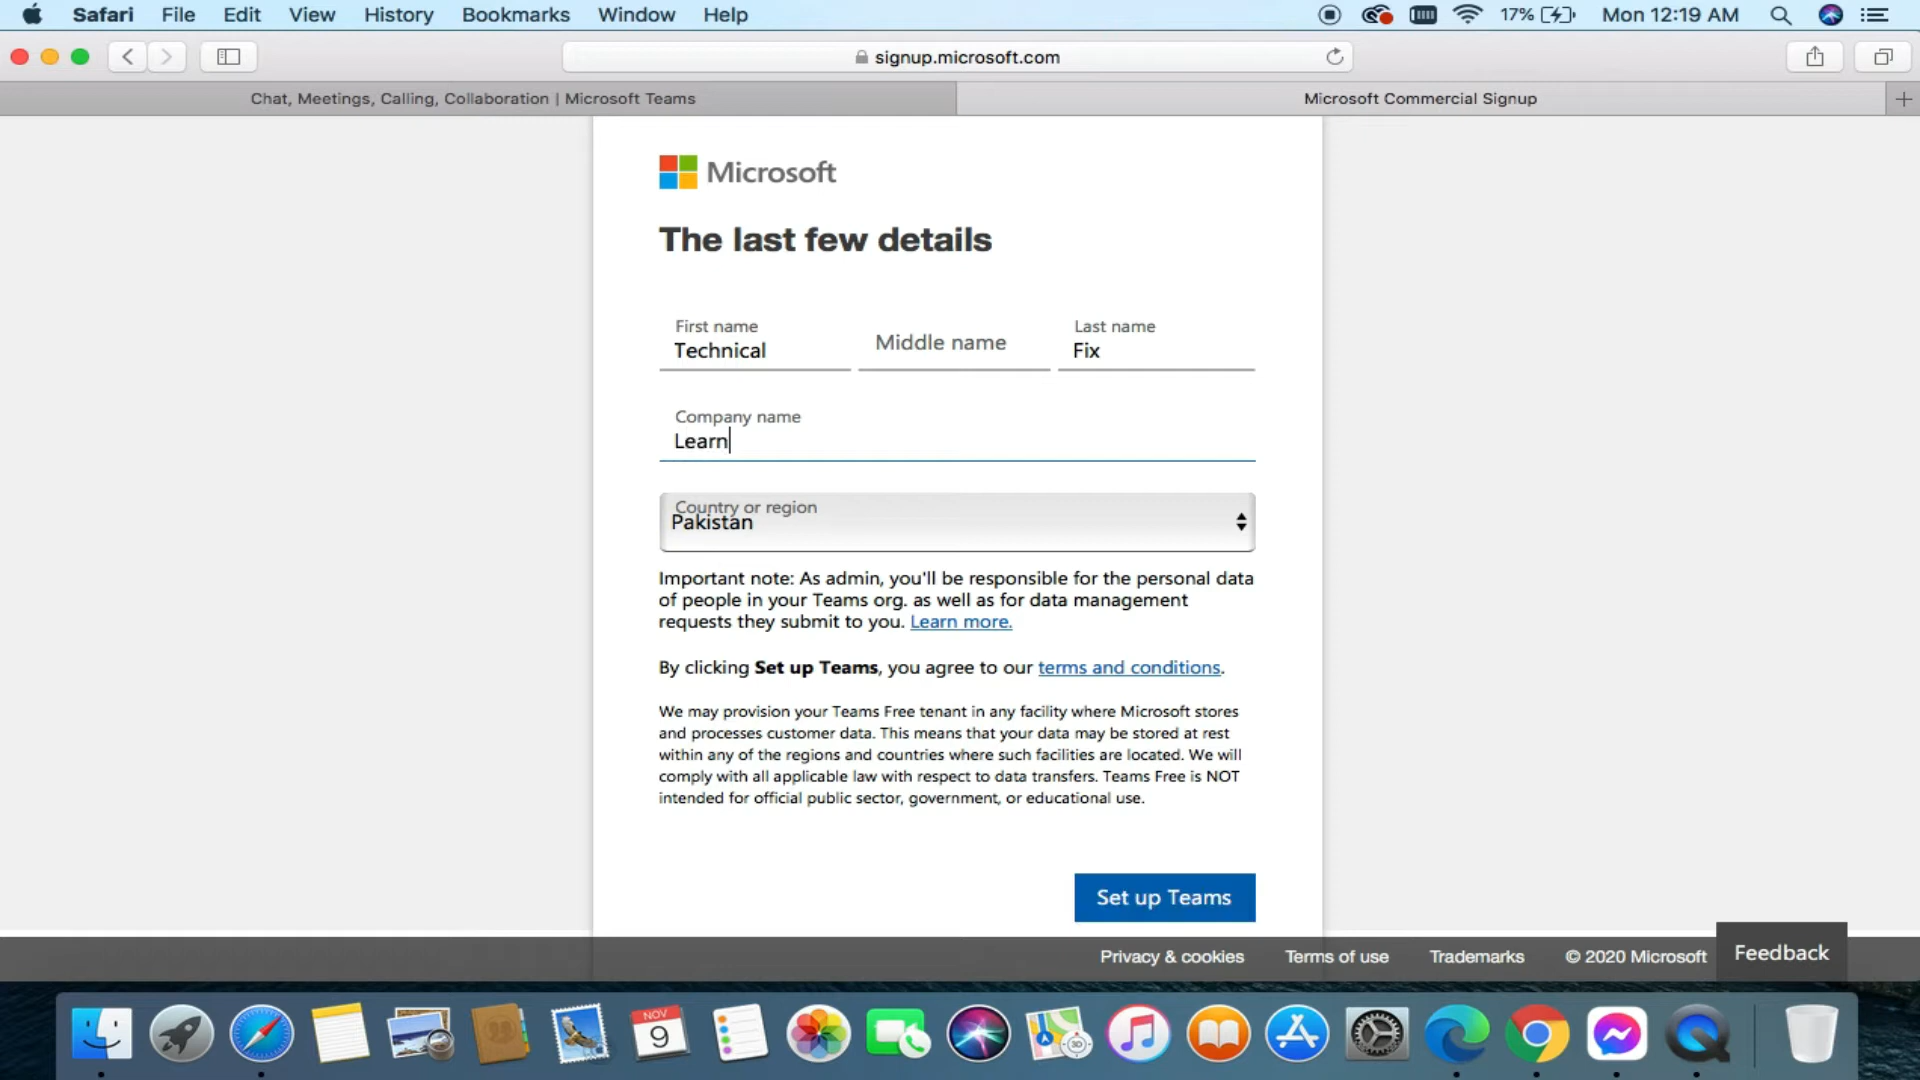 Safari File Edit View History Bookmarks Window Help 17% Mon 12:19 AM
signup.microsoft.com
Chat, Meetings, Calling, Collaboration | Microsoft Teams
Microsoft Commercial Signup
Microsoft
The last few details
First name
Technical
Middle name
Last name
Fix
Company name
Learn
Country or region
Pakistan
Important note: As admin, you'll be responsible for the personal data
of people in your Teams org. as well as for data management
requests they submit to you. Learn more.
By clicking Set up Teams, you agree to our terms and conditions.
We may provision your Teams Free tenant in any facility where Microsoft stores
and processes customer data. This means that your data may be stored at rest
within any of the regions and countries where such facilities are located. We will
comply with all applicable law with respect to data transfers. Teams Free is NOT
intended for official public sector, government, or educational use.
Set up Teams
Privacy & cookies Terms of use Trademarks © 2020 Microsoft Feedback
NOV
9
3D